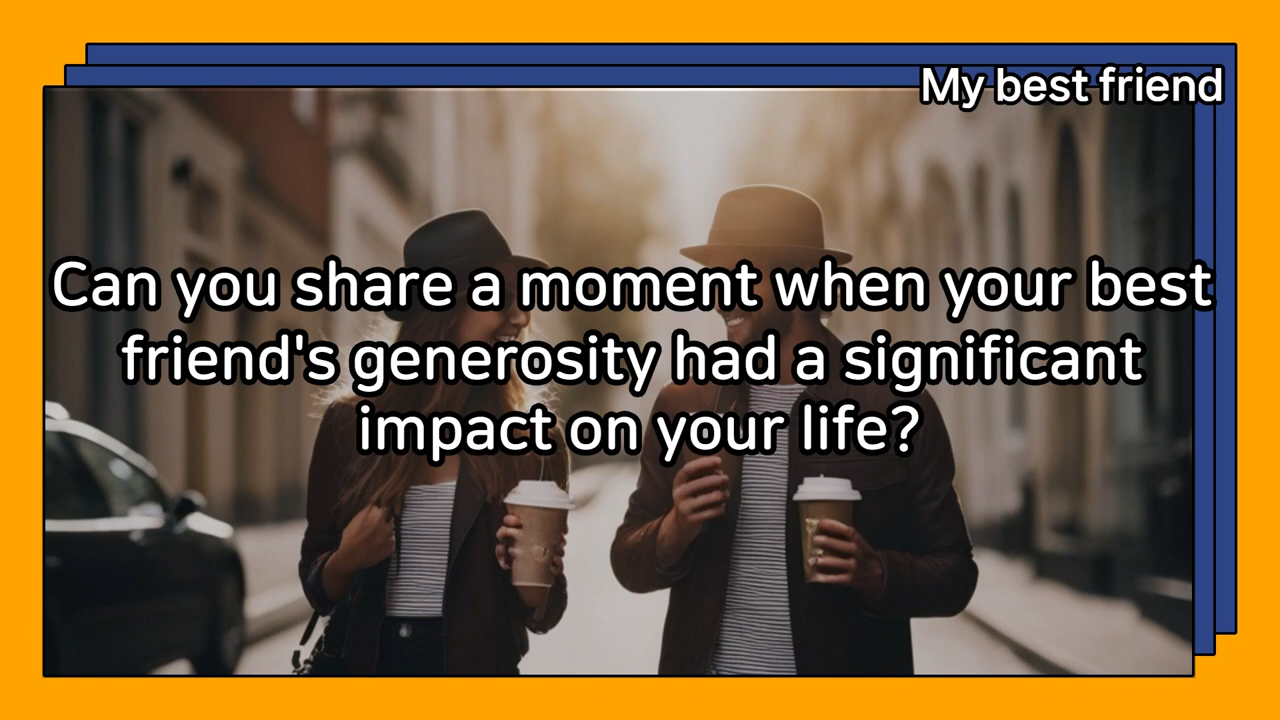 My best friend
Can you share a moment when your best
friend's generosity had a significant
impact on your life?